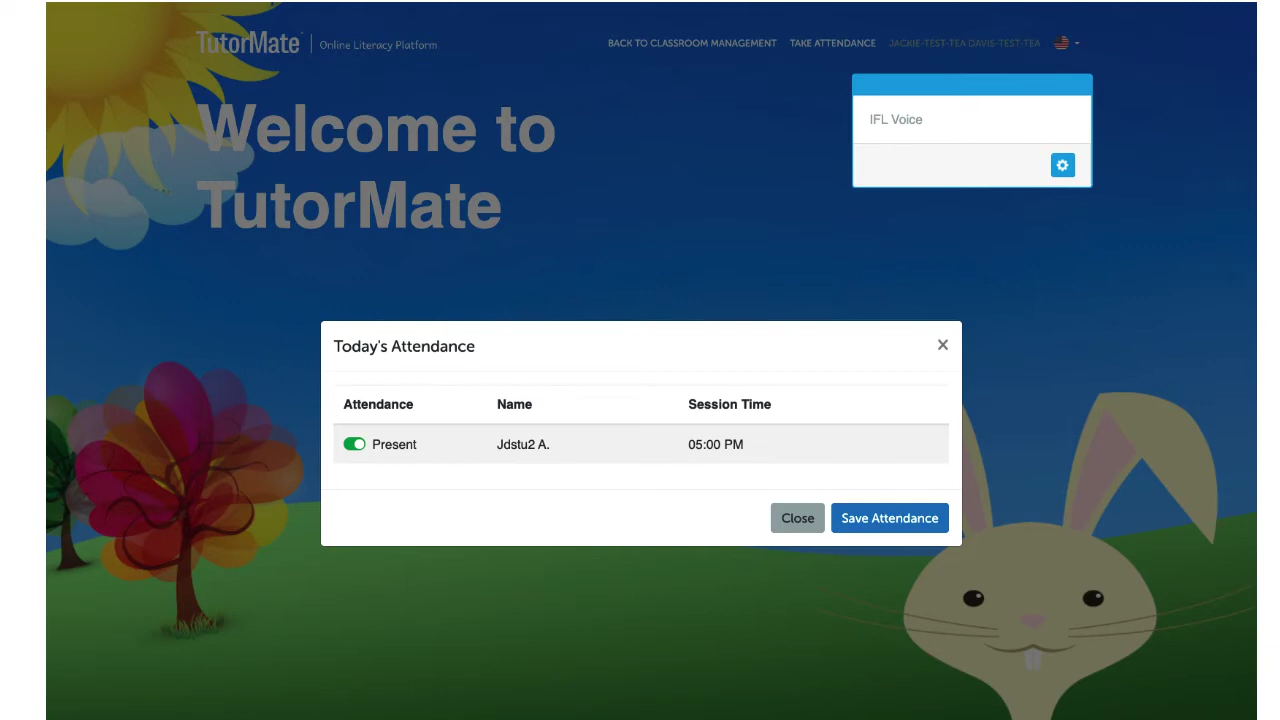 TutorMate | Online Literacy Platform
BACK TO CLASSROOM MANAGEMENT TAKE ATTENDANCE JACKIE-TEST-TEA DAVIS-TEST-TEA
Welcome to
TutorMate
IFL Voice
Today's Attendance ×
Attendance Name Session Time
Present Jdstu2 A. 05:00 PM
Close Save Attendance